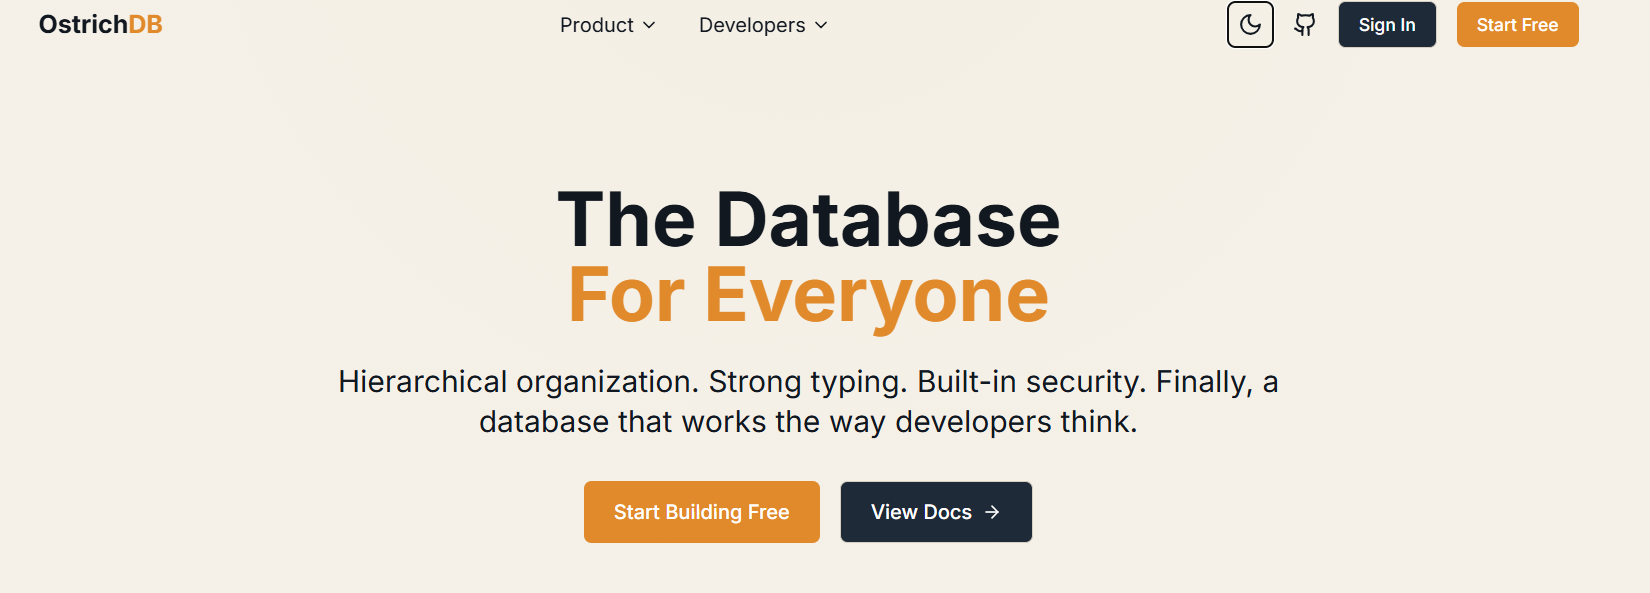 OstrichDB
Product
Developers
Sign In
Start Free
The Database
For Everyone
Hierarchical organization. Strong typing. Built-in security. Finally, a
database that works the way developers think.
Start Building Free
View Docs →